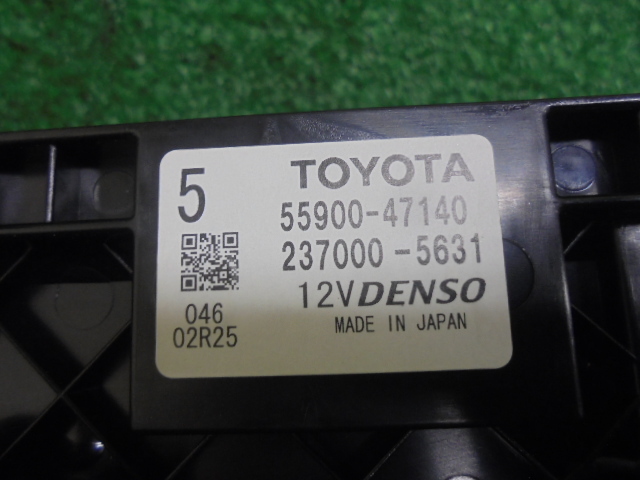 5
TOYOTA
55900-47140
237000-5631
12V DENSO
MADE IN JAPAN
046
02R25